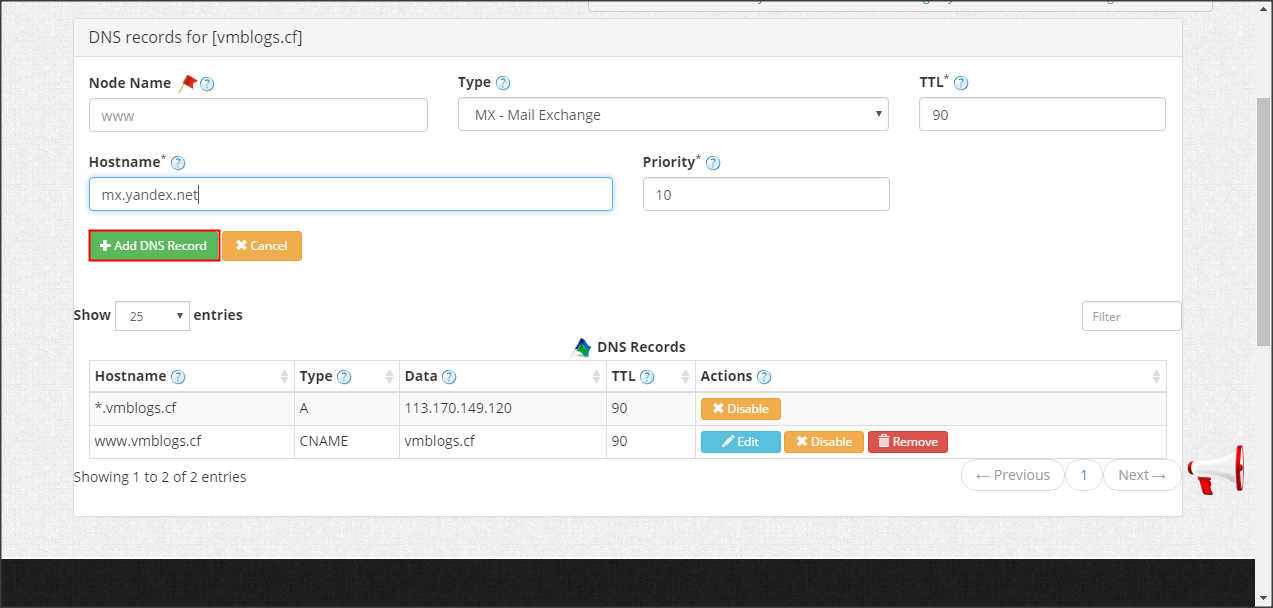 DNS records for [vmblogs.cf]
Node Name ?
Type ?
TTL* ?
www
MX - Mail Exchange
90
Hostname* ?
Priority* ?
mx.yandex.net
10
Add DNS Record
Cancel
Show 25 entries
Filter
DNS Records
Hostname ? Type ? Data ? TTL ? Actions ?
*.vmblogs.cf A 113.170.149.120 90 Disable
www.vmblogs.cf CNAME vmblogs.cf 90 Edit Disable Remove
Showing 1 to 2 of 2 entries
← Previous 1 Next →